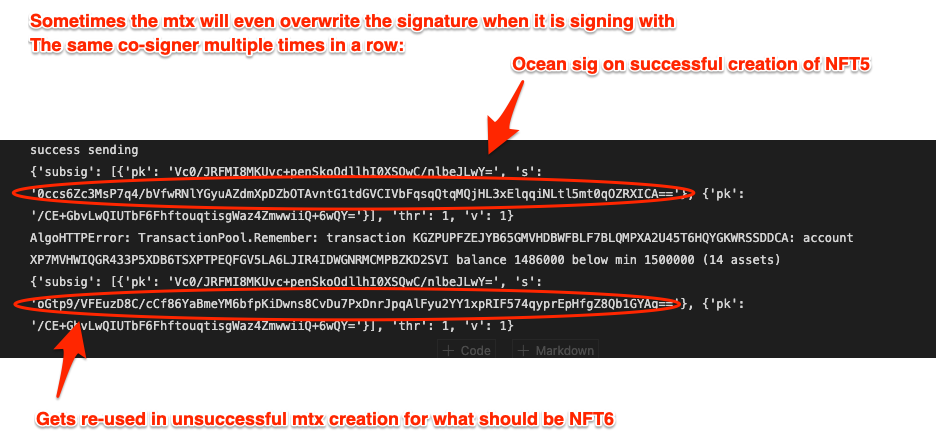 Sometimes the mtx will even overwrite the signature when it is signing with
The same co-signer multiple times in a row:
Ocean sig on successful creation of NFT5
success sending
{'subsig': [{'pk': 'Vc0/JRFMI8MKUvc+penSkoOdllhI0XSQwC/nlbeJLwY=', 's':
'0ccs6Zc3MsP7q4/bVfwRNlYGyuAZdmXpDZbOTAvntG1tdGVCIVbFqsqQtqMQjHL3xElqqiNLtl5mt0qOZRXICA=='}, {'pk':
'/CE+GbvLwQIUTbF6Fhftouqtisg​Waz4ZmwwiiQ+6wQY='}], 'thr': 1, 'v': 1}
AlgoHTTPError: TransactionPool.Remember: transaction KGZPUPFZEJYB65GMVHDBWFBLF7BLQMPXA2U45T6HQYGKWRSSDDCA: account
XP7MVHWIQGR433P5XDB6TSXPTPEQFGV5LA6LJIR4IDWGNRMCMPBZKD2SVI balance 1486000 below min 1500000 (14 assets)
{'subsig': [{'pk': 'Vc0/JRFMI8MKUvc+penSkoOdllhI0XSQwC/nlbeJLwY=', 's':
'oGtp9/VFEuzD8C/cCf86YaBmeYM6bfpKiDwns8CvDu7PxDnrJpqAlFyu2YY1xpRIF574qyprEpHfgZ8Qb1GYAg=='}, {'pk':
'/CE+GbvLwQIUTbF6Fhftouqtisg​Waz4ZmwwiiQ+6wQY='}], 'thr': 1, 'v': 1}
+ Code + Markdown
Gets re-used in unsuccessful mtx creation for what should be NFT6